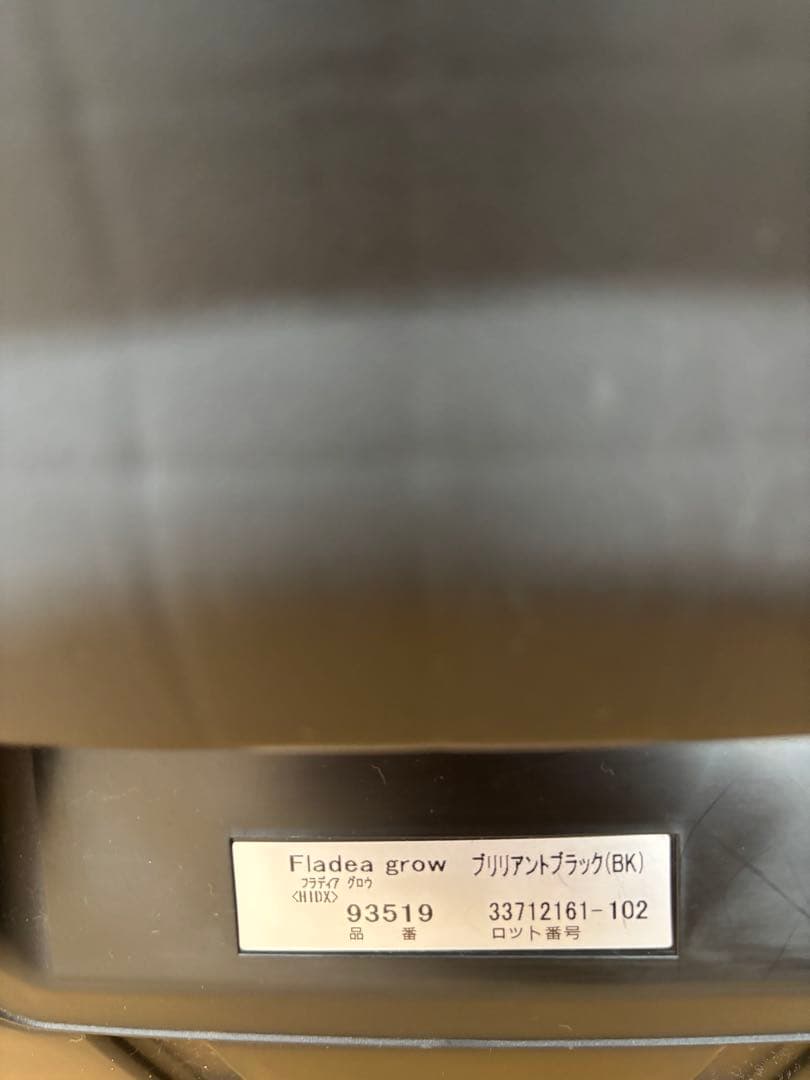 Fladea grow ブリリアントブラック(BK)
フラディア グロウ
<HIDX>
93519 33712161-102
品 番 ロット番号